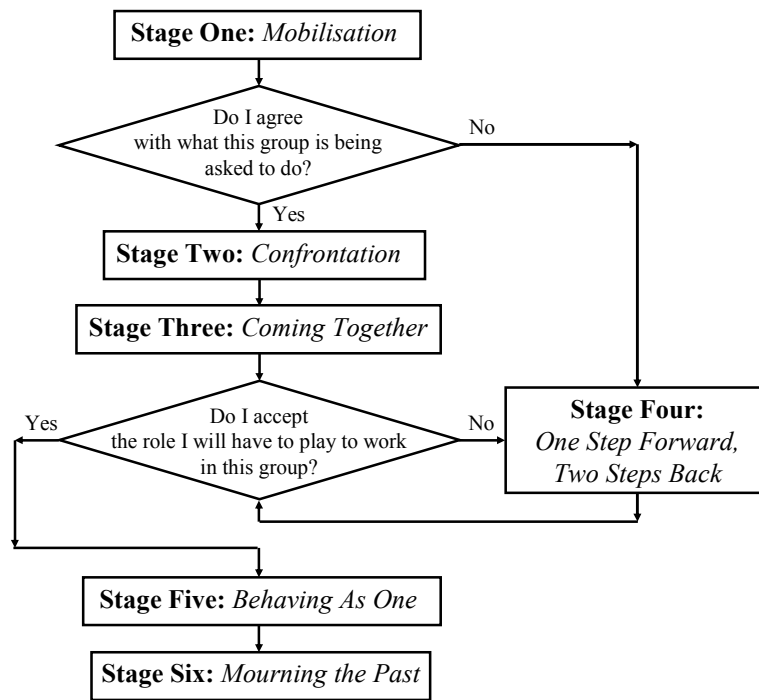 Stage One: Mobilisation
Do I agree
with what this group is being
asked to do?
No
Yes
Stage Two: Confrontation
Stage Three: Coming Together
Yes
Do I accept
the role I will have to play to work
in this group?
No
Stage Four:
One Step Forward,
Two Steps Back
Stage Five: Behaving As One
Stage Six: Mourning the Past